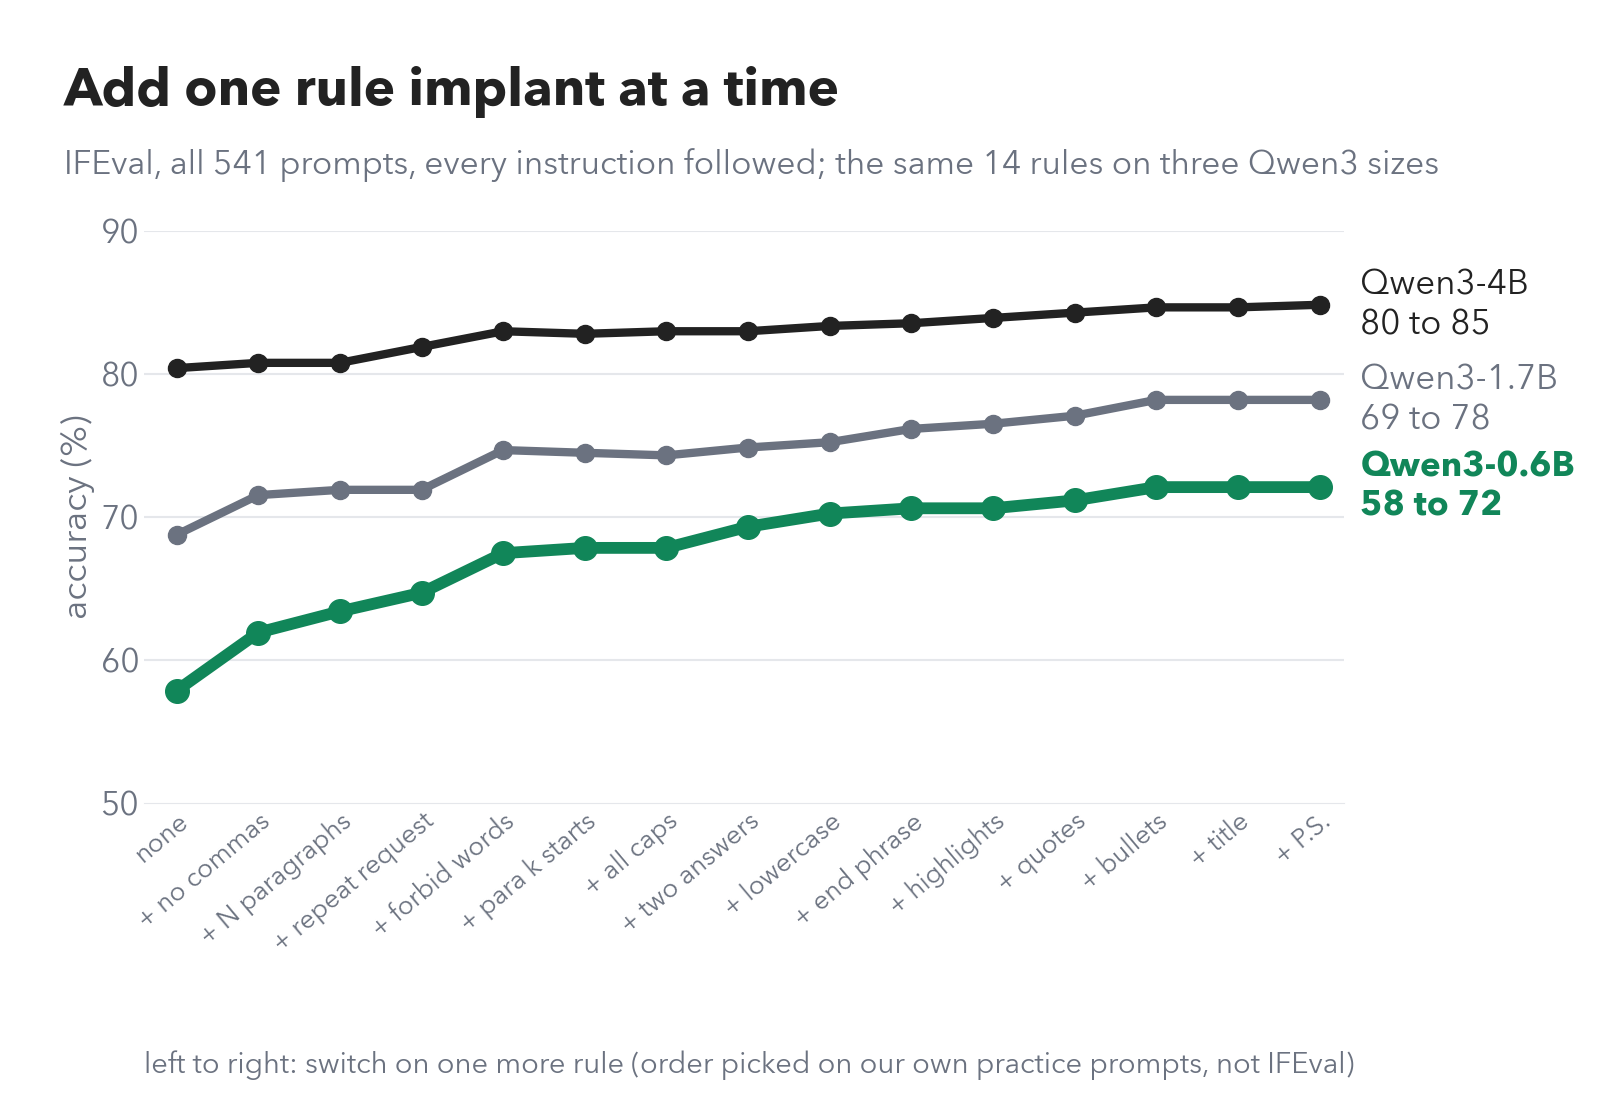 Add one rule implant at a time
IFEval, all 541 prompts, every instruction followed; the same 14 rules on three Qwen3 sizes
90
80
70
60
50
accuracy (%)
Qwen3-4B
80 to 85
Qwen3-1.7B
69 to 78
Qwen3-0.6B
58 to 72
none
+ no commas
+ N paragraphs
+ repeat request
+ forbid words
+ para k starts
+ all caps
+ two answers
+ lowercase
+ end phrase
+ highlights
+ quotes
+ bullets
+ title
+ P.S.
left to right: switch on one more rule (order picked on our own practice prompts, not IFEval)